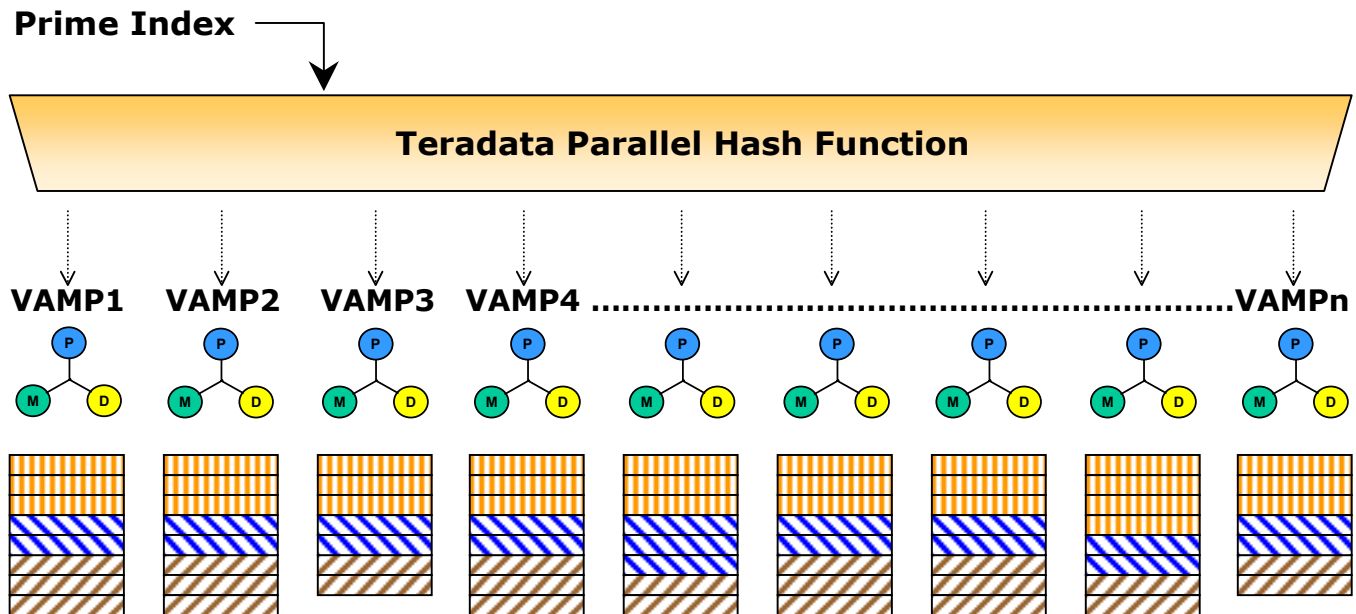 Prime Index
Teradata Parallel Hash Function
VAMP1 VAMP2 VAMP3 VAMP4 ................................................................VAMPn
P P P P P P P P P
M D M D M D M D M D M D M D M D M D